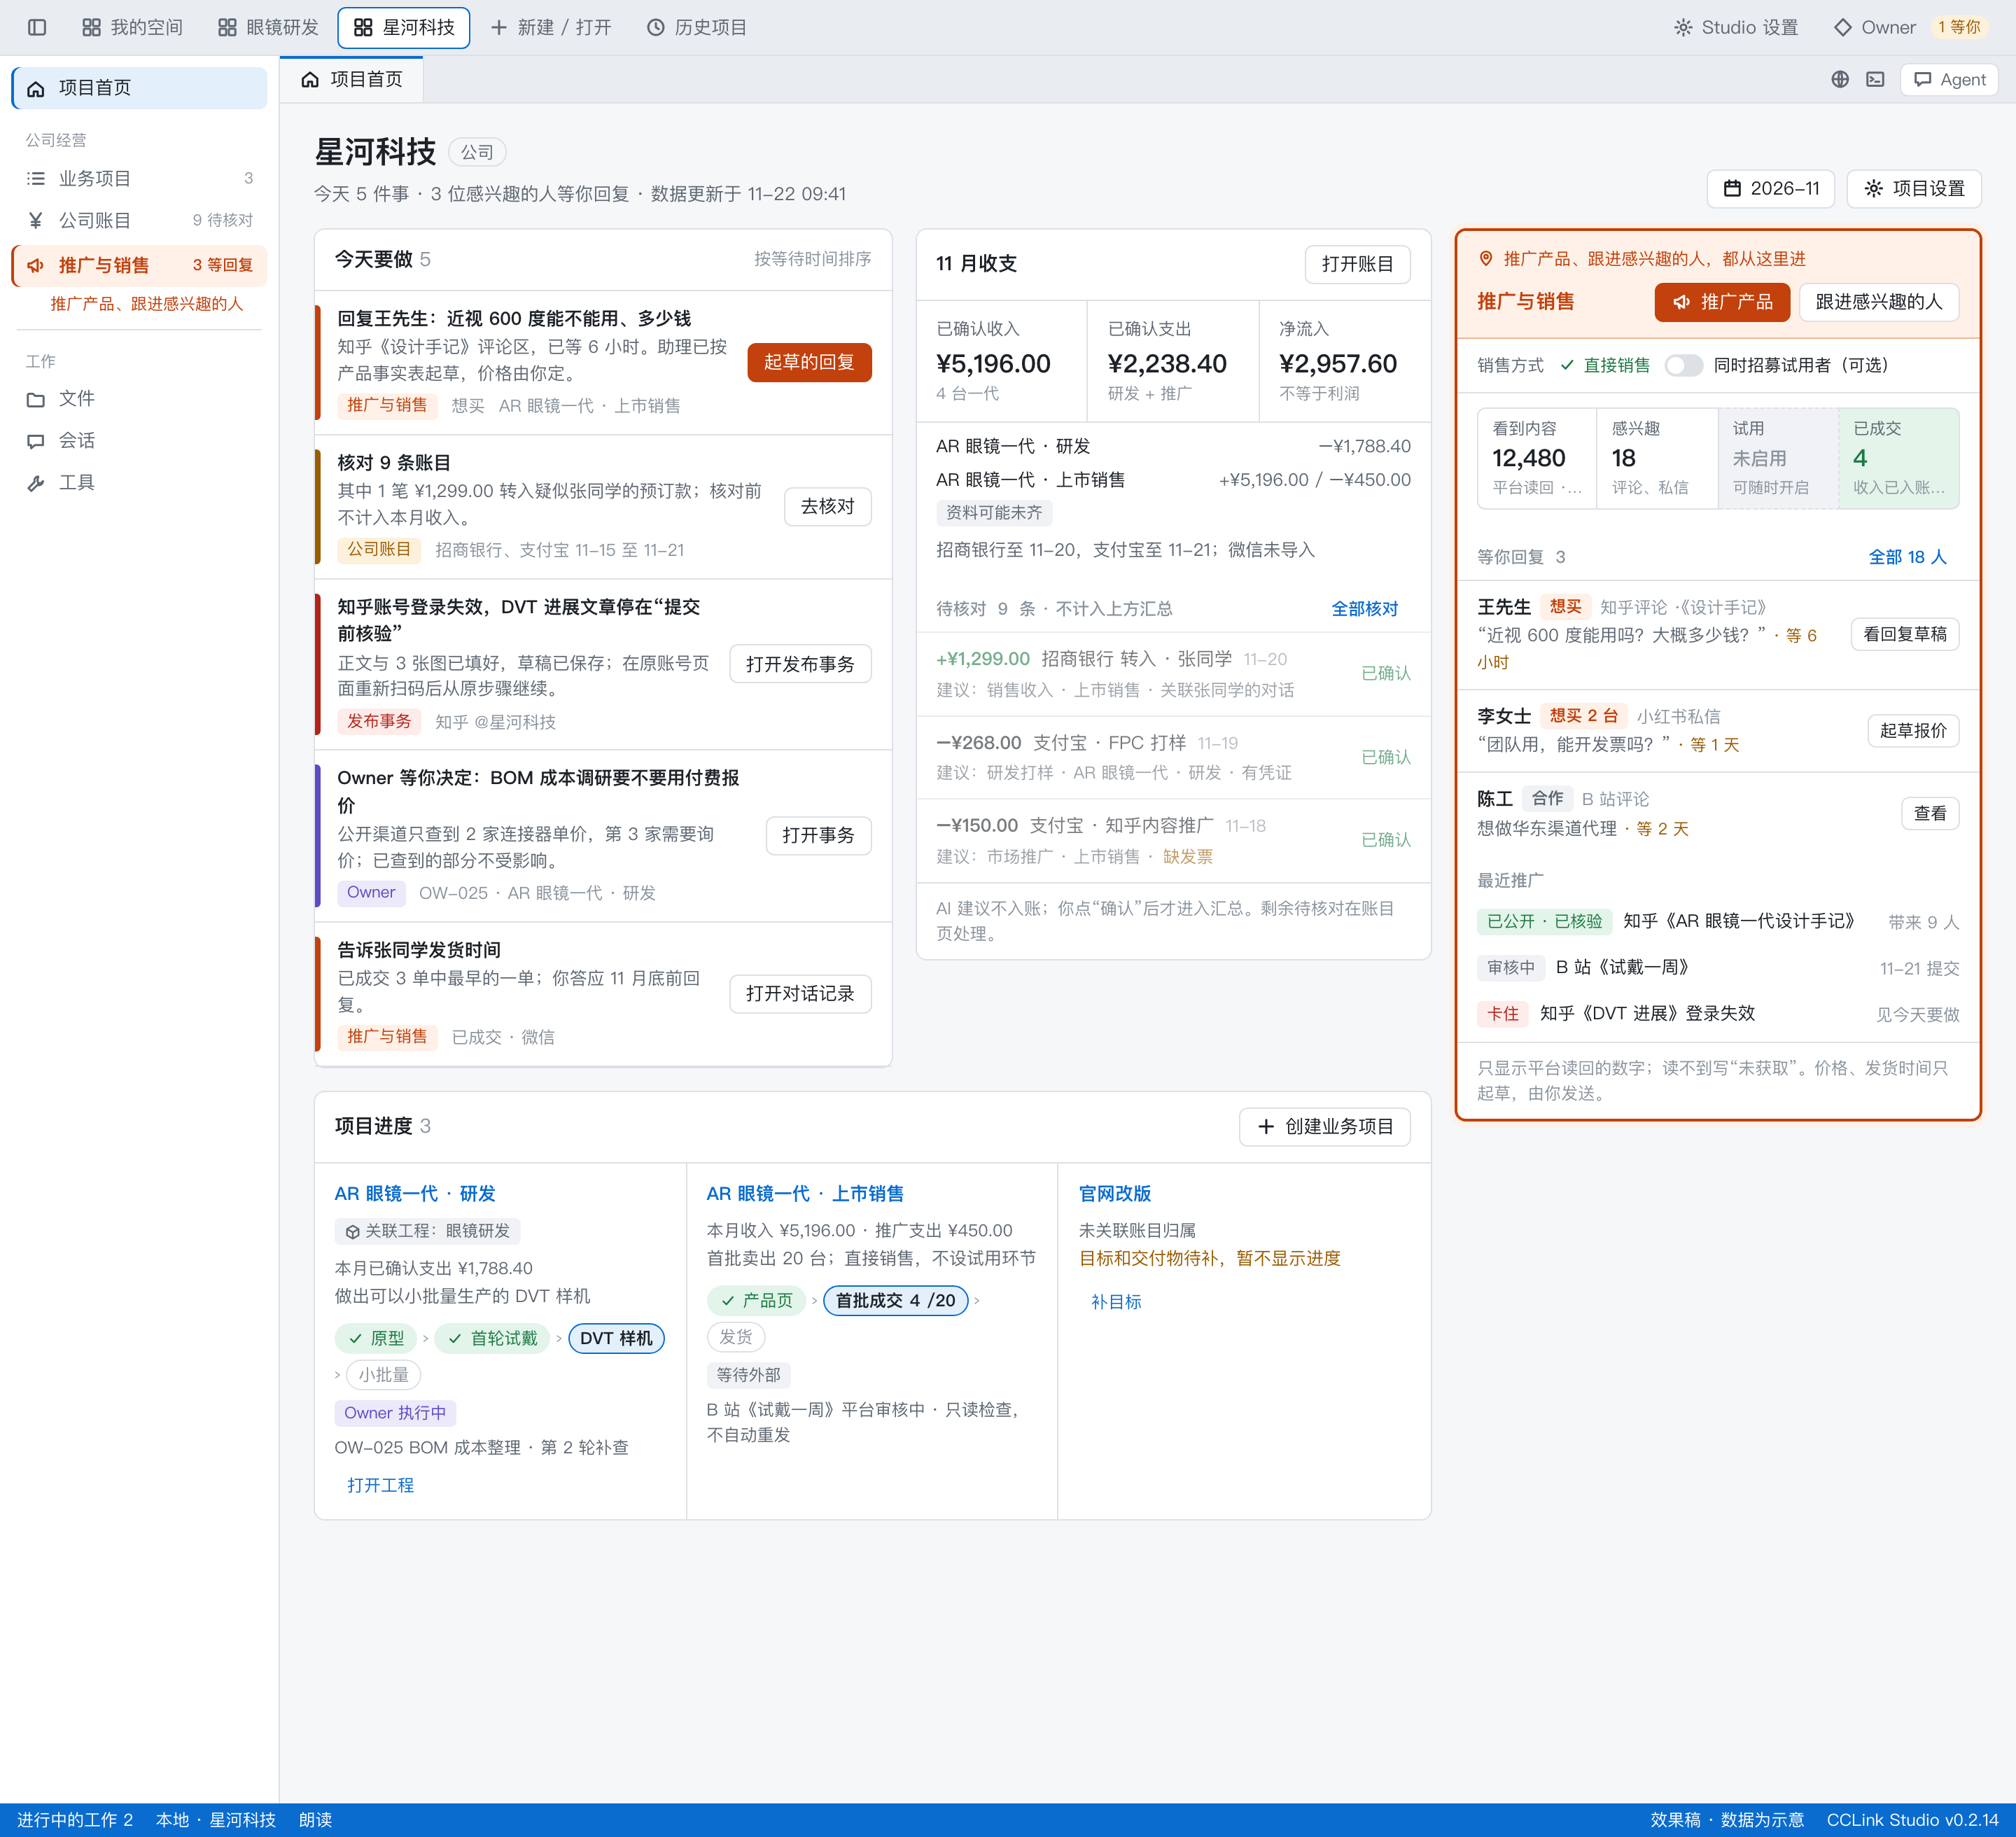 我的空间 眼镜研发 星河科技 新建 / 打开 历史项目 Studio 设置 Owner 1 等你
项目首页
公司经营
业务项目 3
公司账目 9 待核对
推广与销售 3 等回复
推广产品、跟进感兴趣的人
工作
文件
会话
工具
项目首页 Agent
星河科技 公司
今天 5 件事 · 3 位感兴趣的人等你回复 · 数据更新于 11-22 09:41
2026-11 项目设置
今天要做 5 按等待时间排序
回复王先生：近视 600 度能不能用、多少钱
知乎《设计手记》评论区，已等 6 小时。助理已按
产品事实表起草，价格由你定。
起草的回复
推广与销售 想买 AR 眼镜一代 · 上市销售
核对 9 条账目
其中 1 笔 ¥1,299.00 转入疑似张同学的预订款；核对前
不计入本月收入。
去核对
公司账目 招商银行、支付宝 11-15 至 11-21
知乎账号登录失效，DVT 进展文章停在“提交
前核验”
正文与 3 张图已填好，草稿已保存；在原账号页
面重新扫码后从原步骤继续。
打开发布事务
发布事务 知乎 @星河科技
Owner 等你决定：BOM 成本调研要不要用付费报
价
公开渠道只查到 2 家连接器单价，第 3 家需要询
价；已查到的部分不受影响。
打开事务
Owner OW-025 · AR 眼镜一代 · 研发
告诉张同学发货时间
已成交 3 单中最早的一单；你答应 11 月底前回
复。
打开对话记录
推广与销售 已成交 · 微信
11 月收支 打开账目
已确认收入 已确认支出 净流入
¥5,196.00 ¥2,238.40 ¥2,957.60
4 台一代 研发 + 推广 不等于利润
AR 眼镜一代 · 研发 −¥1,788.40
AR 眼镜一代 · 上市销售 +¥5,196.00 / −¥450.00
资料可能未齐
招商银行至 11-20，支付宝至 11-21；微信未导入
待核对 9 条 · 不计入上方汇总 全部核对
+¥1,299.00 招商银行 转入 · 张同学 11-20
建议：销售收入 · 上市销售 · 关联张同学的对话
已确认
−¥268.00 支付宝 · FPC 打样 11-19
建议：研发打样 · AR 眼镜一代 · 研发 · 有凭证
已确认
−¥150.00 支付宝 · 知乎内容推广 11-18
建议：市场推广 · 上市销售 · 缺发票
已确认
AI 建议不入账；你点“确认”后才进入汇总。剩余待核对在账目
页处理。
推广产品、跟进感兴趣的人，都从这里进
推广与销售 推广产品 跟进感兴趣的人
销售方式 直接销售 同时招募试用者（可选）
看到内容 感兴趣 试用 已成交
12,480 18 未启用 4
平台读回 ·… 评论、私信 可随时开启 收入已入账…
等你回复 3 全部 18 人
王先生 想买 知乎评论 ·《设计手记》
“近视 600 度能用吗？大概多少钱？” · 等 6
小时
看回复草稿
李女士 想买 2 台 小红书私信
“团队用，能开发票吗？” · 等 1 天
起草报价
陈工 合作 B 站评论
想做华东渠道代理 · 等 2 天
查看
最近推广
已公开 · 已核验 知乎《AR 眼镜一代设计手记》 带来 9 人
审核中 B 站《试戴一周》 11-21 提交
卡住 知乎《DVT 进展》登录失效 见今天要做
只显示平台读回的数字；读不到写“未获取”。价格、发货时间只
起草，由你发送。
项目进度 3 创建业务项目
AR 眼镜一代 · 研发
关联工程：眼镜研发
本月已确认支出 ¥1,788.40
做出可以小批量生产的 DVT 样机
原型 › 首轮试戴 › DVT 样机
› 小批量
Owner 执行中
OW-025 BOM 成本整理 · 第 2 轮补查
打开工程
AR 眼镜一代 · 上市销售
本月收入 ¥5,196.00 · 推广支出 ¥450.00
首批卖出 20 台；直接销售，不设试用环节
产品页 › 首批成交 4 /20 ›
发货
等待外部
B 站《试戴一周》平台审核中 · 只读检查，
不自动重发
官网改版
未关联账目归属
目标和交付物待补，暂不显示进度
补目标
进行中的工作 2 本地 · 星河科技 朗读 效果稿 · 数据为示意 CCLink Studio v0.2.14